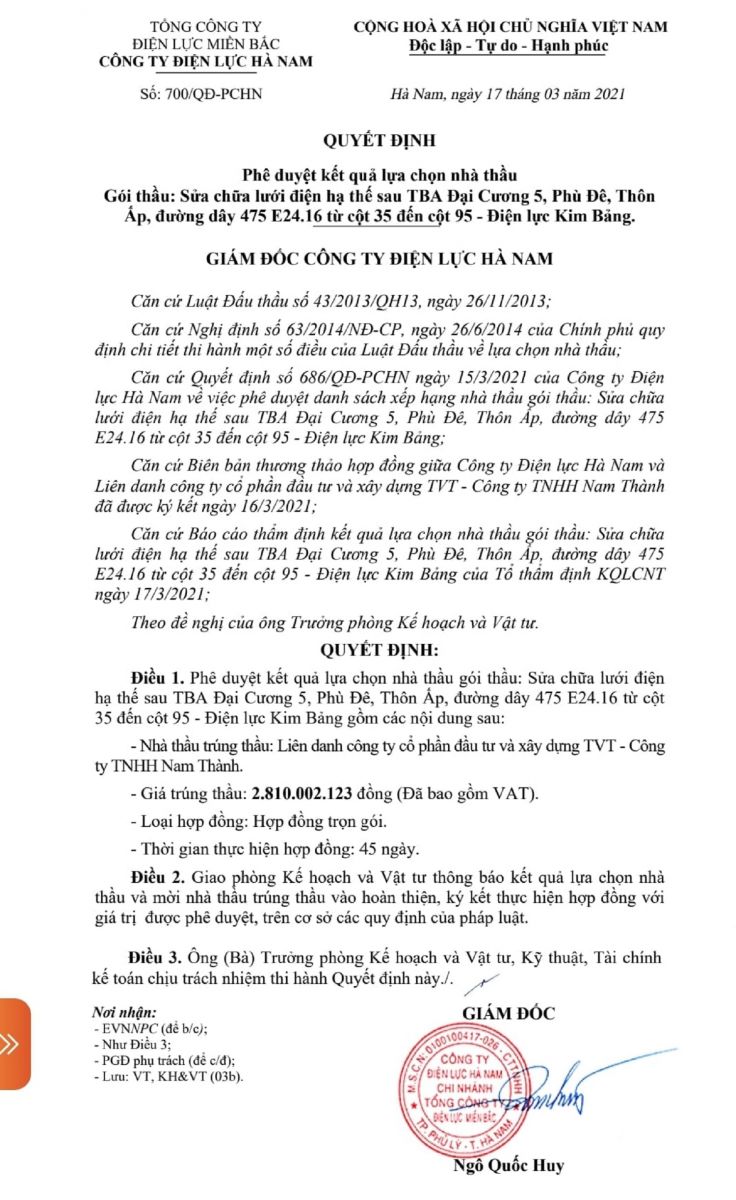 TỔNG CÔNG TY
ĐIỆN LỰC MIỀN BẮC
CÔNG TY ĐIỆN LỰC HÀ NAM
Số: 700/QĐ-PCHN
CỘNG HOÀ XÃ HỘI CHỦ NGHĨA VIỆT NAM
Độc lập - Tự do - Hạnh phúc
Hà Nam, ngày 17 tháng 03 năm 2021
QUYẾT ĐỊNH
Phê duyệt kết quả lựa chọn nhà thầu
Gói thầu: Sửa chữa lưới điện hạ thế sau TBA Đại Cương 5, Phù Đê, Thôn
Ấp, đường dây 475 E24.16 từ cột 35 đến cột 95 - Điện lực Kim Bảng.
GIÁM ĐỐC CÔNG TY ĐIỆN LỰC HÀ NAM
Căn cứ Luật Đấu thầu số 43/2013/QH13, ngày 26/11/2013;
Căn cứ Nghị định số 63/2014/NĐ-CP, ngày 26/6/2014 của Chính phủ quy
định chi tiết thi hành một số điều của Luật Đấu thầu về lựa chọn nhà thầu;
Căn cứ Quyết định số 686/QĐ-PCHN ngày 15/3/2021 của Công ty Điện
lực Hà Nam về việc phê duyệt danh sách xếp hạng nhà thầu gói thầu: Sửa chữa
lưới điện hạ thế sau TBA Đại Cương 5, Phù Đê, Thôn Ấp, đường dây 475
E24.16 từ cột 35 đến cột 95 - Điện lực Kim Bảng;
Căn cứ Biên bản thương thảo hợp đồng giữa Công ty Điện lực Hà Nam và
Liên danh công ty cổ phần đầu tư và xây dựng TVT - Công ty TNHH Nam Thành
đã được ký kết ngày 16/3/2021;
Căn cứ Báo cáo thẩm định kết quả lựa chọn nhà thầu gói thầu: Sửa chữa
lưới điện hạ thế sau TBA Đại Cương 5, Phù Đê, Thôn Ấp, đường dây 475
E24.16 từ cột 35 đến cột 95 - Điện lực Kim Bảng của Tổ thẩm định KQLCNT
ngày 17/3/2021;
Theo đề nghị của ông Trưởng phòng Kế hoạch và Vật tư.
QUYẾT ĐỊNH:
Điều 1. Phê duyệt kết quả lựa chọn nhà thầu gói thầu: Sửa chữa lưới điện
hạ thế sau TBA Đại Cương 5, Phù Đê, Thôn Ấp, đường dây 475 E24.16 từ cột
35 đến cột 95 - Điện lực Kim Bảng gồm các nội dung sau:
- Nhà thầu trúng thầu: Liên danh công ty cổ phần đầu tư và xây dựng TVT - Công
ty TNHH Nam Thành.
- Giá trúng thầu: 2.810.002.123 đồng (Đã bao gồm VAT).
- Loại hợp đồng: Hợp đồng trọn gói.
- Thời gian thực hiện hợp đồng: 45 ngày.
Điều 2. Giao phòng Kế hoạch và Vật tư thông báo kết quả lựa chọn nhà
thầu và mời nhà thầu trúng thầu vào hoàn thiện, ký kết thực hiện hợp đồng với
giá trị được phê duyệt, trên cơ sở các quy định của pháp luật.
Điều 3. Ông (Bà) Trưởng phòng Kế hoạch và Vật tư, Kỹ thuật, Tài chính
kế toán chịu trách nhiệm thi hành Quyết định này./.
Nơi nhận:
- EVNNPC (để b/c);
- Như Điều 3;
- PGĐ phụ trách (để c/đ);
- Lưu: VT, KH&VT (03b).
GIÁM ĐỐC
M.S.C.N: 0100100417-026 - C.T.TNHH
CÔNG TY
ĐIỆN LỰC HÀ NAM
CHI NHÁNH
TỔNG CÔNG TY
ĐIỆN LỰC MIỀN BẮC
TP PHỦ LÝ - T. HÀ NAM
Ngô Quốc Huy